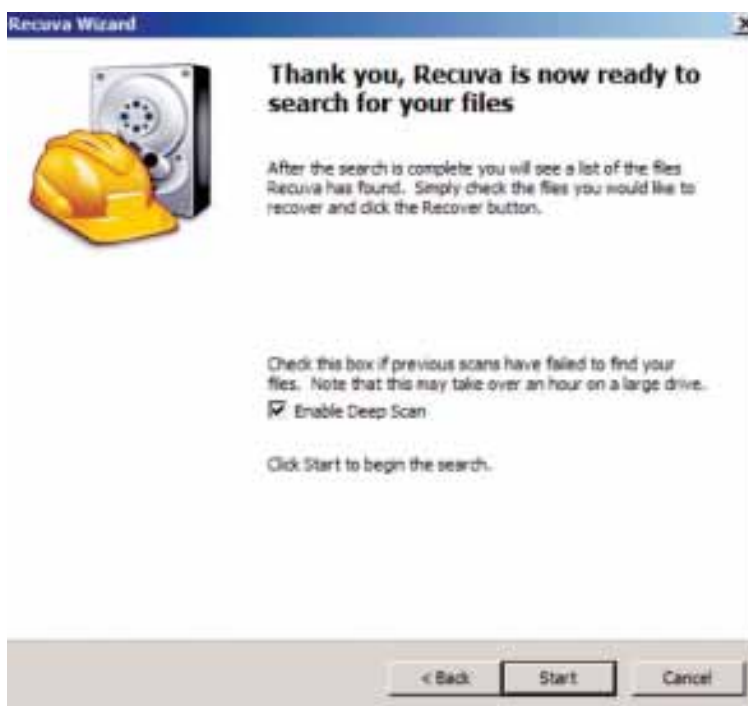 Recuva Wizard
Thank you, Recuva is now ready to
search for your files
After the search is complete you will see a list of the files
Recuva has found. Simply check the files you would like to
recover and click the Recover button.
Check this box if previous scans have failed to find your
files. Note that this may take over an hour on a large drive.
Enable Deep Scan
Click Start to begin the search.
< Back
Start
Cancel